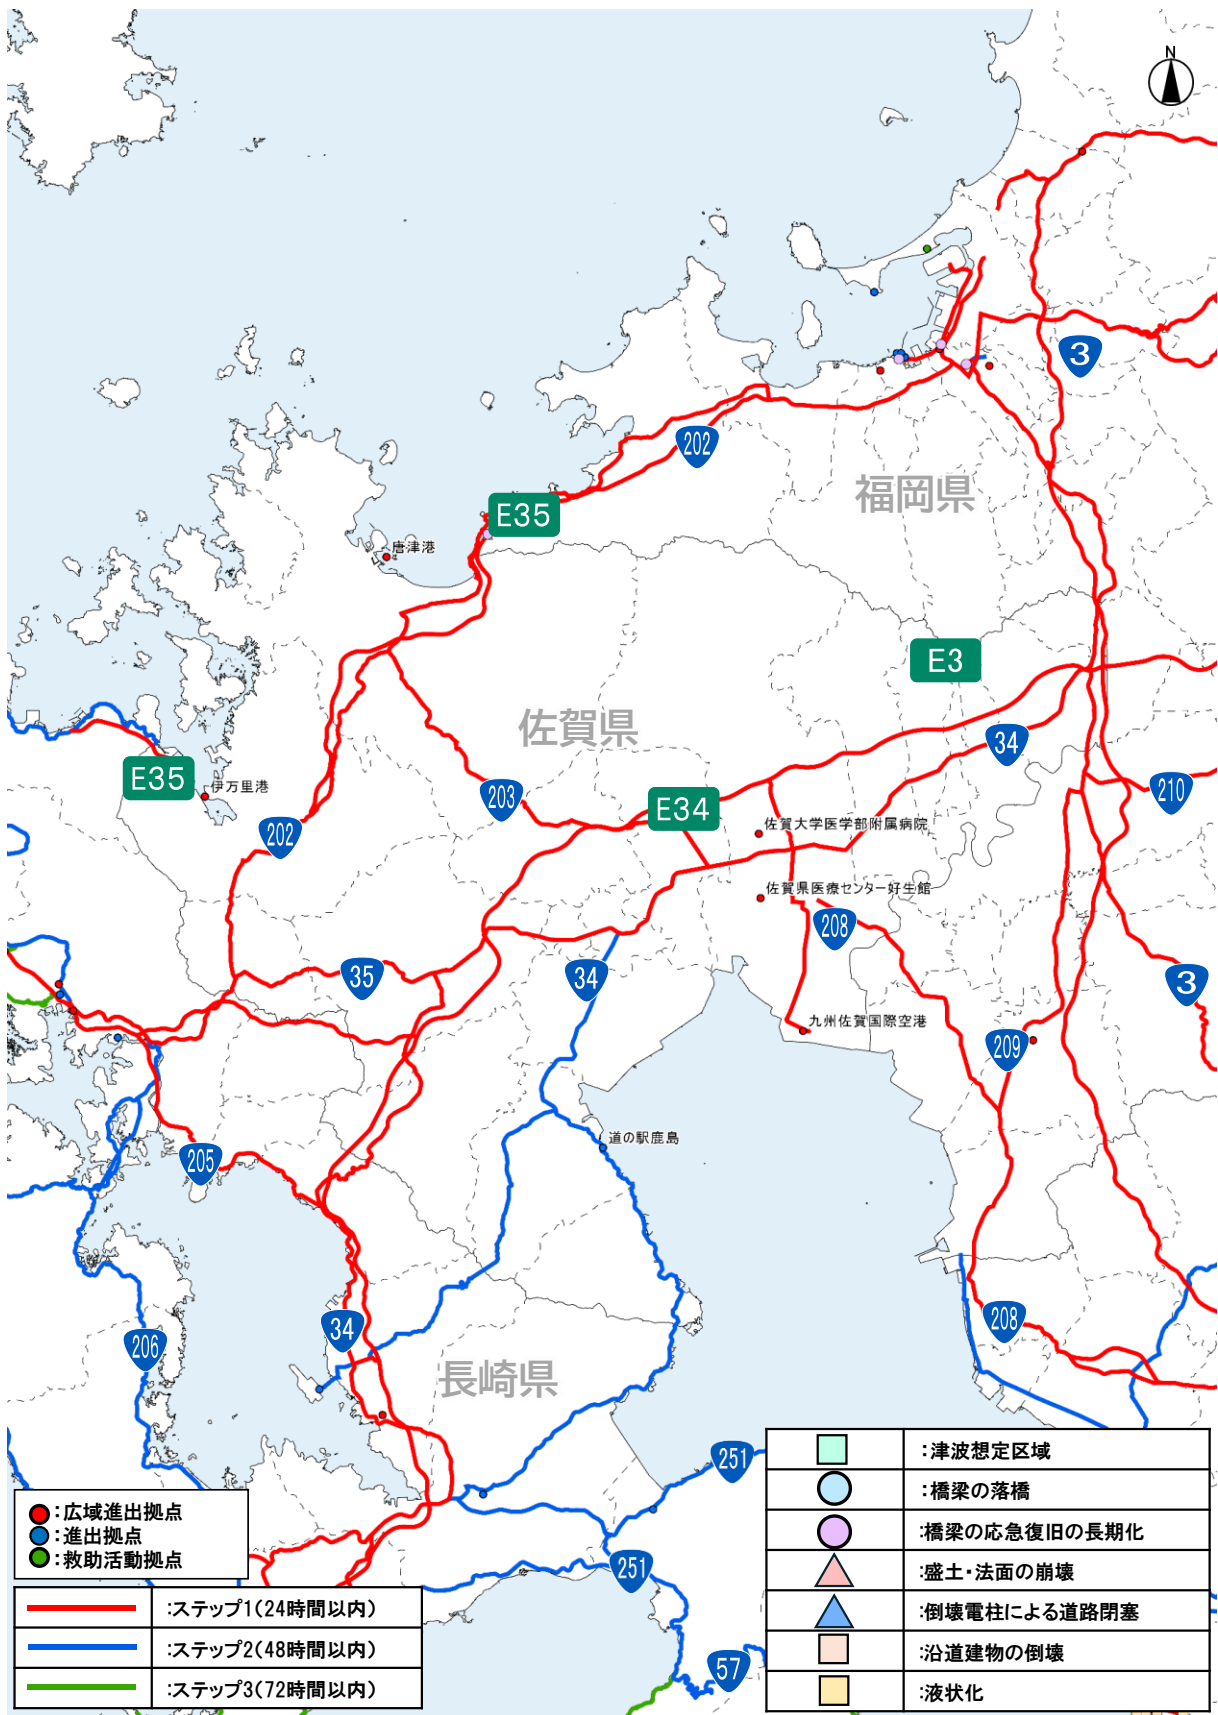 N
3
202
福岡県
E35
唐津港
E3
佐賀県
34
E35
伊万里港
203
E34
210
202
佐賀大学医学部附属病院
佐賀県医療センター好生館
208
35
34
3
九州佐賀国際空港
209
道の駅鹿島
205
34
208
206
長崎県
251
251
57
:広域進出拠点
:進出拠点
:救助活動拠点
:ステップ1(24時間以内)
:ステップ2(48時間以内)
:ステップ3(72時間以内)
:津波想定区域
:橋梁の落橋
:橋梁の応急復旧の長期化
:盛土・法面の崩壊
:倒壊電柱による道路閉塞
:沿道建物の倒壊
:液状化